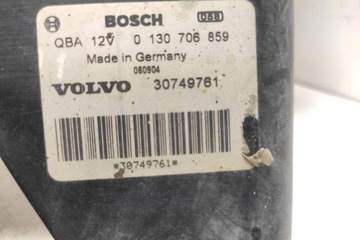 BOSCH
QBA 12V 0 130 706 859
Made in Germany
060904
VOLVO 30749761
*30749761*